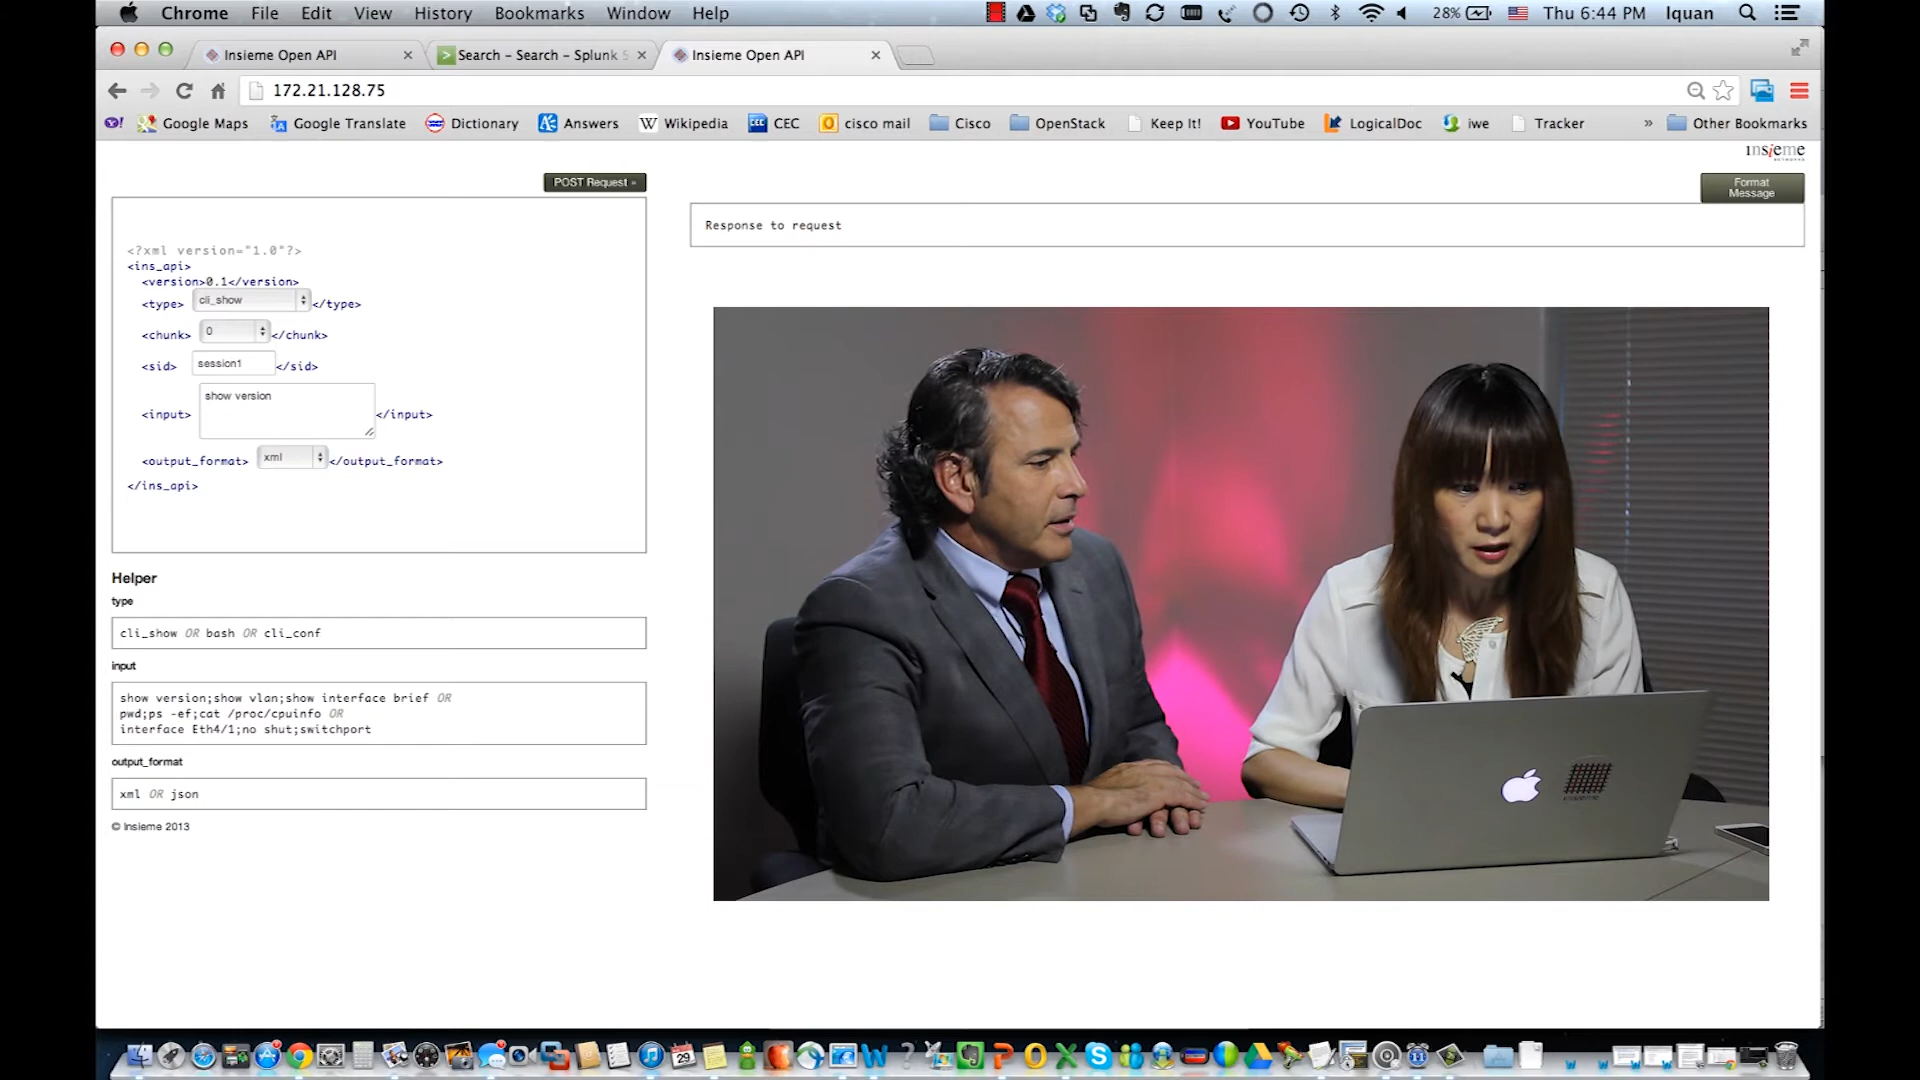 Chrome File Edit View History Bookmarks Window Help 28% Thu 6:44 PM Iquan
Insieme Open API
Search – Search – Splunk
Insieme Open API
172.21.128.75
Y! Google Maps Google Translate Dictionary Answers Wikipedia CEC cisco mail Cisco OpenStack Keep It! YouTube LogicalDoc iwe Tracker » Other Bookmarks
insieme
NETWORKS
POST Request »
Format
Message
Response to request
<?xml version="1.0"?>
<ins_api>
<version>0.1</version>
<type> cli_show </type>
<chunk> 0 </chunk>
<sid> session1 </sid>
<input> show version </input>
<output_format> xml </output_format>
</ins_api>
Helper
type
cli_show OR bash OR cli_conf
input
show version;show vlan;show interface brief OR
pwd;ps -ef;cat /proc/cpuinfo OR
interface Eth4/1;no shut;switchport
output_format
xml OR json
© Insieme 2013